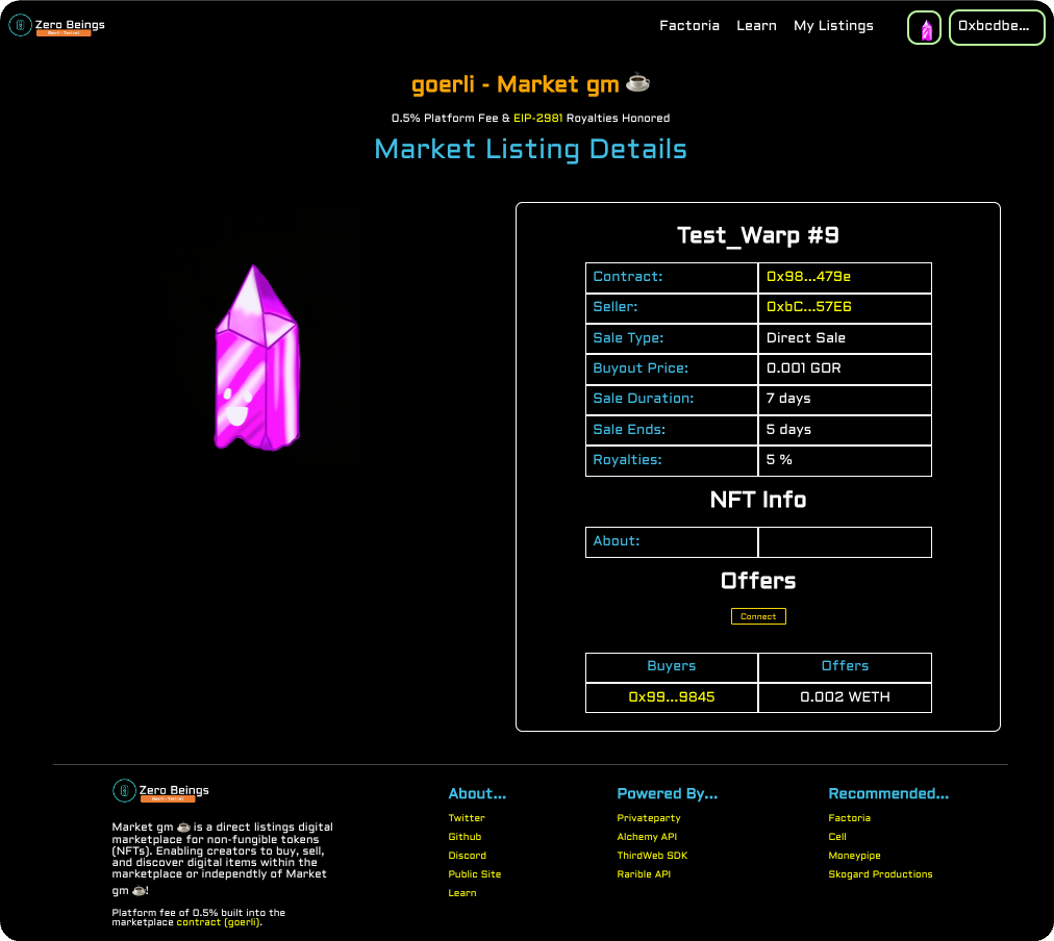 Zero Beings
Factoria Learn My Listings 0xbcdbe...
goerli - Market gm ☕
0.5% Platform Fee & EIP-2981 Royalties Honored
Market Listing Details
Test_Warp #9
Contract: 0x98...479e
Seller: 0xbC...57E6
Sale Type: Direct Sale
Buyout Price: 0.001 GOR
Sale Duration: 7 days
Sale Ends: 5 days
Royalties: 5 %
NFT Info
About:
Offers
Connect
Buyers Offers
0x99...9845 0.002 WETH
Zero Beings
Market gm ☕ is a direct listings digital
marketplace for non-fungible tokens
(NFTs). Enabling creators to buy, sell,
and discover digital items within the
marketplace or independtly of Market
gm ☕!
Platform fee of 0.5% built into the
marketplace contract (goerli).
About...
Twitter
Github
Discord
Public Site
Learn
Powered By...
Privateparty
Alchemy API
ThirdWeb SDK
Rarible API
Recommended...
Factoria
Cell
Moneypipe
Skogard Productions